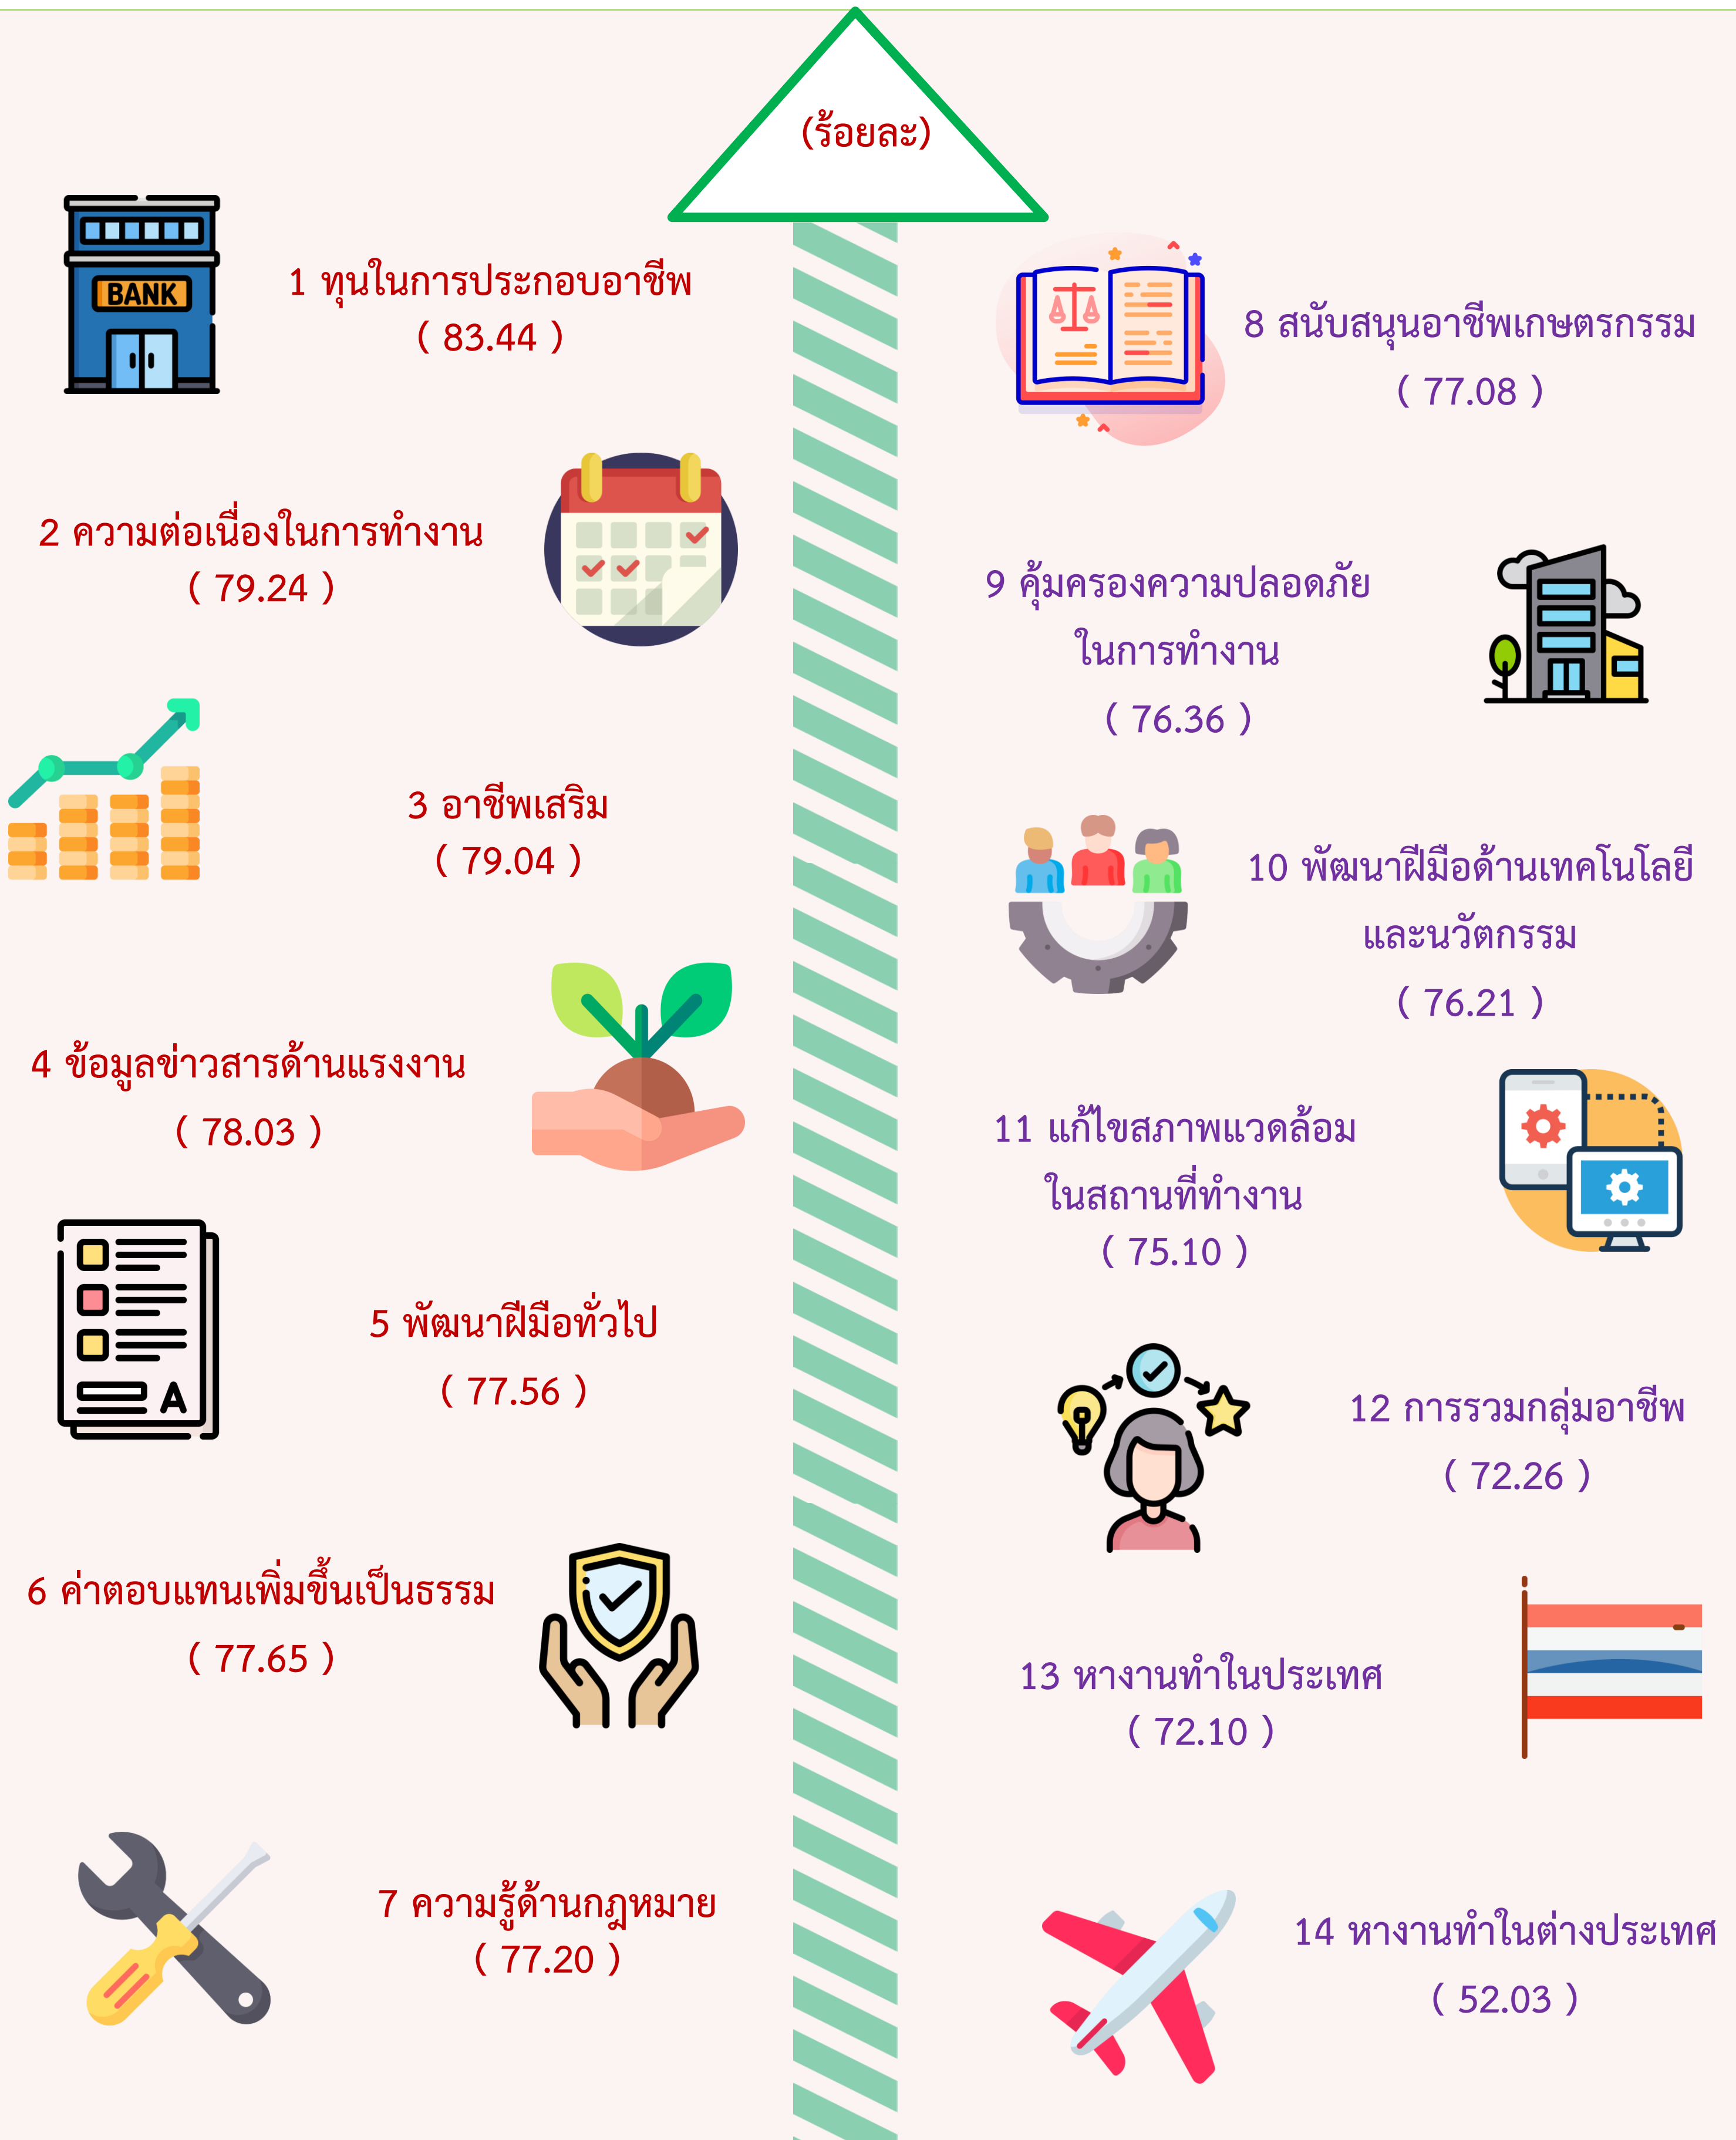 (ร้อยละ)
BANK
1 ทุนในการประกอบอาชีพ
( 83.44 )
2 ความต่อเนื่องในการทำงาน
( 79.24 )
3 อาชีพเสริม
( 79.04 )
4 ข้อมูลข่าวสารด้านแรงงาน
( 78.03 )
A
5 พัฒนาฝีมือทั่วไป
( 77.56 )
6 ค่าตอบแทนเพิ่มขึ้นเป็นธรรม
( 77.65 )
7 ความรู้ด้านกฎหมาย
( 77.20 )
8 สนับสนุนอาชีพเกษตรกรรม
( 77.08 )
9 คุ้มครองความปลอดภัย
ในการทำงาน
( 76.36 )
10 พัฒนาฝีมือด้านเทคโนโลยี
และนวัตกรรม
( 76.21 )
11 แก้ไขสภาพแวดล้อม
ในสถานที่ทำงาน
( 75.10 )
12 การรวมกลุ่มอาชีพ
( 72.26 )
13 หางานทำในประเทศ
( 72.10 )
14 หางานทำในต่างประเทศ
( 52.03 )